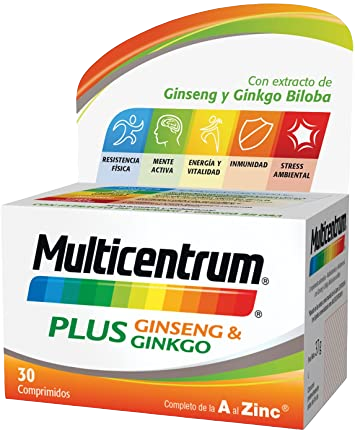 Con extracto de
Ginseng y Ginkgo Biloba
RESISTENCIA
FÍSICA
MENTE
ACTIVA
ENERGÍA Y
VITALIDAD
INMUNIDAD
STRESS
AMBIENTAL
Multicentrum®
PLUS GINSENG &
GINKGO
30
Comprimidos
Completo de la A al Zinc®